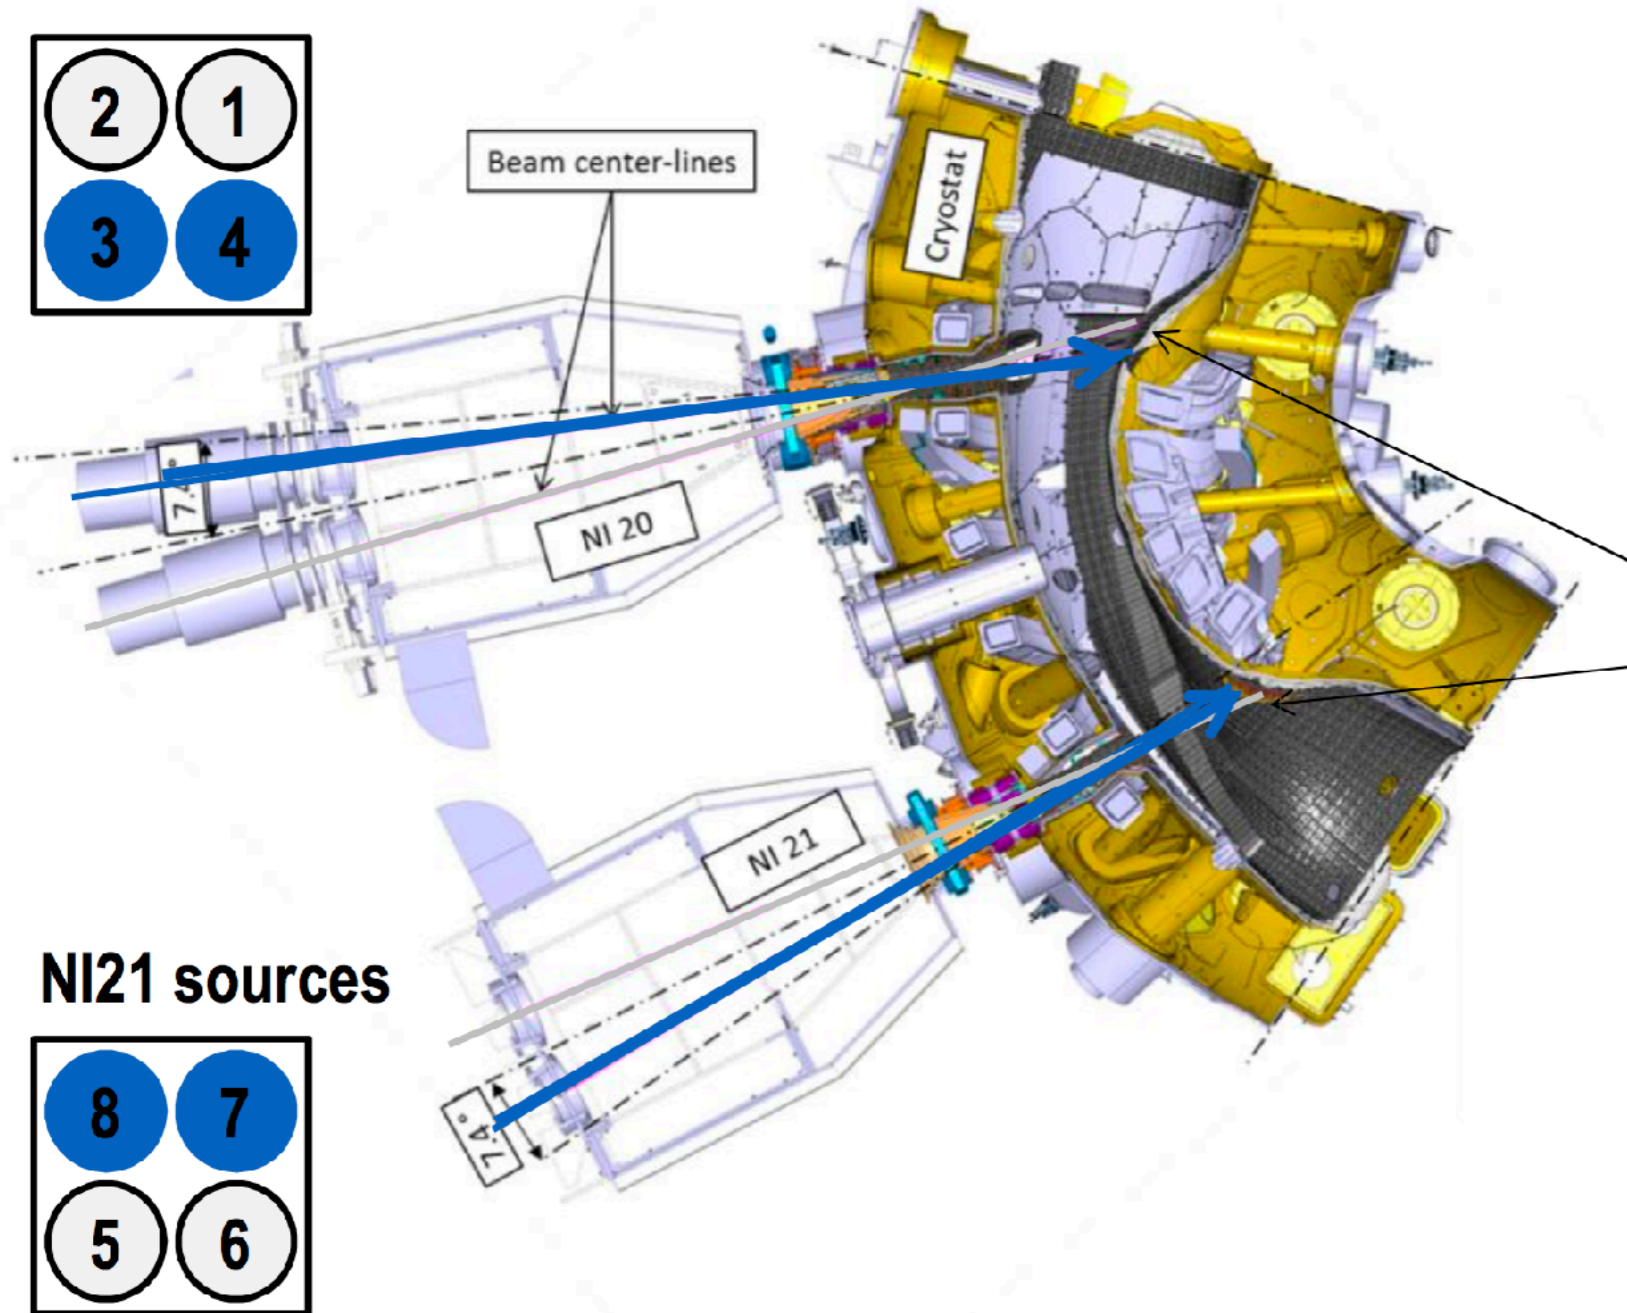 2 1
3 4
Beam center-lines
Cryostat
7.4°
NI 20
NI 21
NI21 sources
7.4°
8 7
5 6